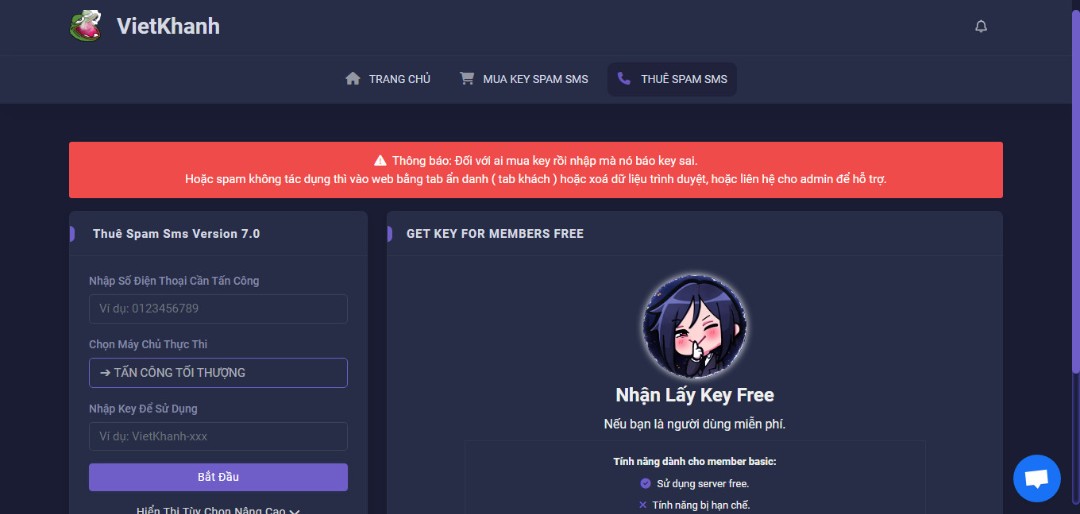 VietKhanh
TRANG CHỦ
MUA KEY SPAM SMS
THUÊ SPAM SMS
Thông báo: Đối với ai mua key rồi nhập mà nó báo key sai.
Hoặc spam không tác dụng thì vào web bằng tab ẩn danh ( tab khách ) hoặc xoá dữ liệu trình duyệt, hoặc liên hệ cho admin để hỗ trợ.
Thuê Spam Sms Version 7.0
Nhập Số Điện Thoại Cần Tấn Công
Ví dụ: 0123456789
Chọn Máy Chủ Thực Thi
➔ TẤN CÔNG TỐI THƯỢNG
Nhập Key Để Sử Dụng
Ví dụ: VietKhanh-xxx
Bắt Đầu
Hiển Thị Tùy Chọn Nâng Cao
GET KEY FOR MEMBERS FREE
Nhận Lấy Key Free
Nếu bạn là người dùng miễn phí.
Tính năng dành cho member basic:
Sử dụng server free.
Tính năng bị hạn chế.